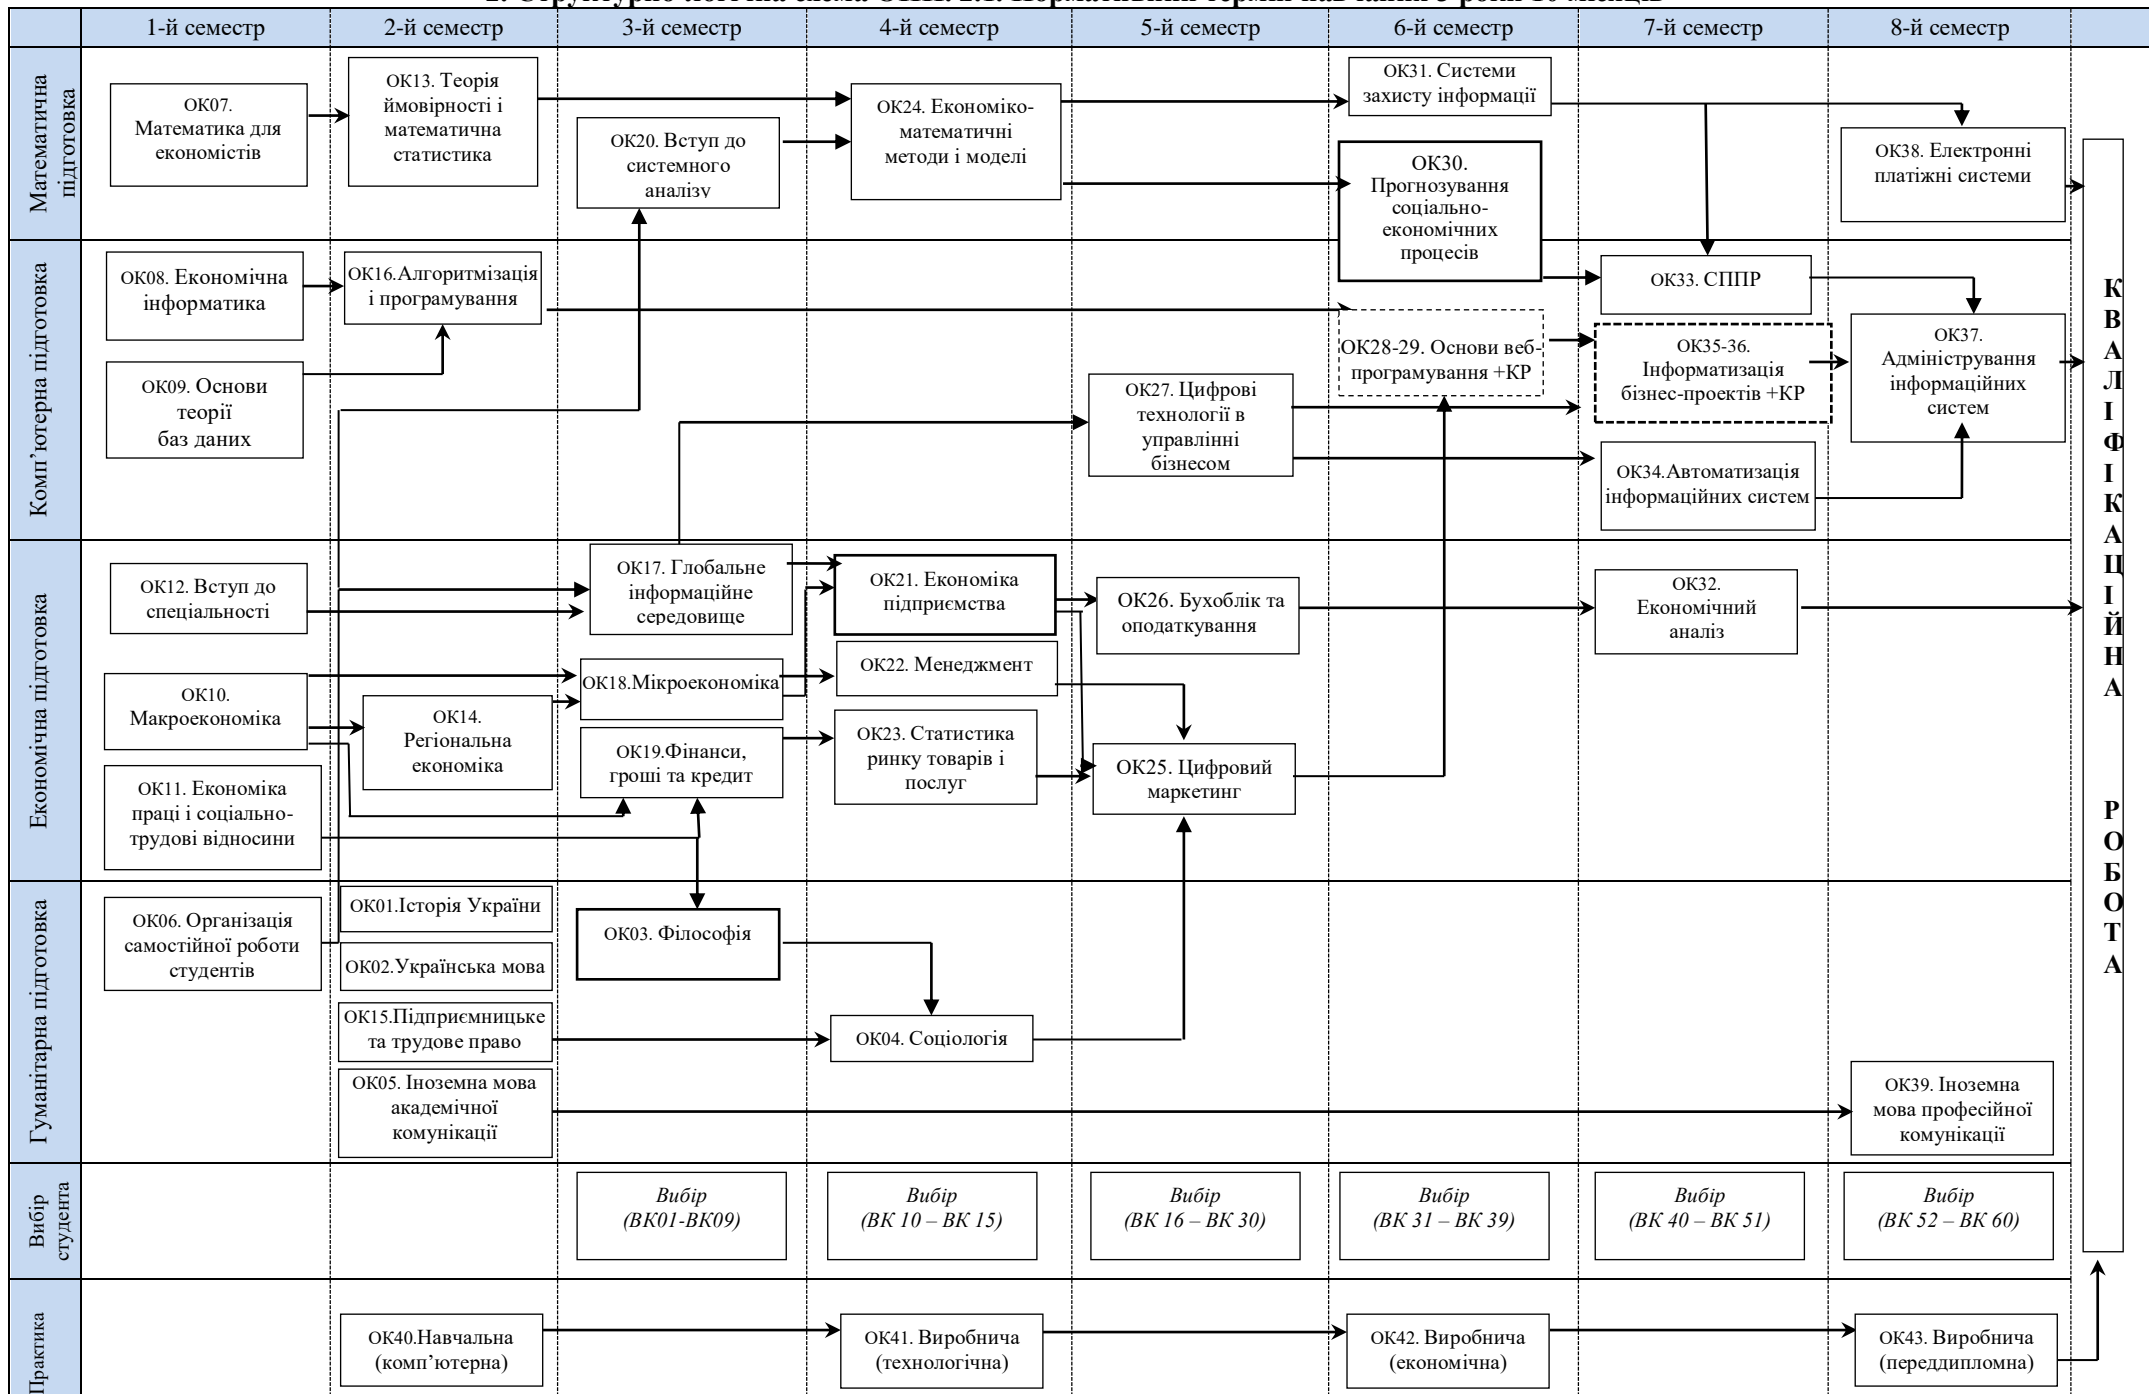 1-й семестр
2-й семестр
3-й семестр
4-й семестр
5-й семестр
6-й семестр
7-й семестр
8-й семестр
Математична
підготовка
ОК07.
Математика для
економістів
ОК13. Теорія
ймовірності і
математична
статистика
ОК20. Вступ до
системного
аналізу
ОК24. Економіко-
математичні
методи і моделі
ОК31. Системи
захисту інформації
ОК30.
Прогнозування
соціально-
економічних
процесів
ОК38. Електронні
платіжні системи
Комп’ютерна підготовка
ОК08. Економічна
інформатика
ОК09. Основи
теорії
баз даних
ОК16.Алгоритмізація
і програмування
ОК27. Цифрові
технології в
управлінні
бізнесом
ОК28-29. Основи веб-
програмування +КР
ОК33. СППР
ОК35-36.
Інформатизація
бізнес-проектів +КР
ОК34.Автоматизація
інформаційних систем
ОК37.
Адміністрування
інформаційних
систем
Економічна підготовка
ОК12. Вступ до
спеціальності
ОК10.
Макроекономіка
ОК11. Економіка
праці і соціально-
трудові відносини
ОК14.
Регіональна
економіка
ОК17. Глобальне
інформаційне
середовище
ОК18.Мікроекономіка
ОК19.Фінанси,
гроші та кредит
ОК21. Економіка
підприємства
ОК22. Менеджмент
ОК23. Статистика
ринку товарів і
послуг
ОК26. Бухоблік та
оподаткування
ОК25. Цифровий
маркетинг
ОК32.
Економічний
аналіз
Гуманітарна підготовка
ОК06. Організація
самостійної роботи
студентів
ОК01.Історія України
ОК02.Українська мова
ОК15.Підприємницьке
та трудове право
ОК05. Іноземна мова
академічної
комунікації
ОК03. Філософія
ОК04. Соціологія
ОК39. Іноземна
мова професійної
комунікації
Вибір
студента
Вибір
(ВК01-ВК09)
Вибір
(ВК 10 – ВК 15)
Вибір
(ВК 16 – ВК 30)
Вибір
(ВК 31 – ВК 39)
Вибір
(ВК 40 – ВК 51)
Вибір
(ВК 52 – ВК 60)
Практика
ОК40.Навчальна
(комп’ютерна)
ОК41. Виробнича
(технологічна)
ОК42. Виробнича
(економічна)
ОК43. Виробнича
(переддипломна)
КВАЛІФІКАЦІЙНА РОБОТА